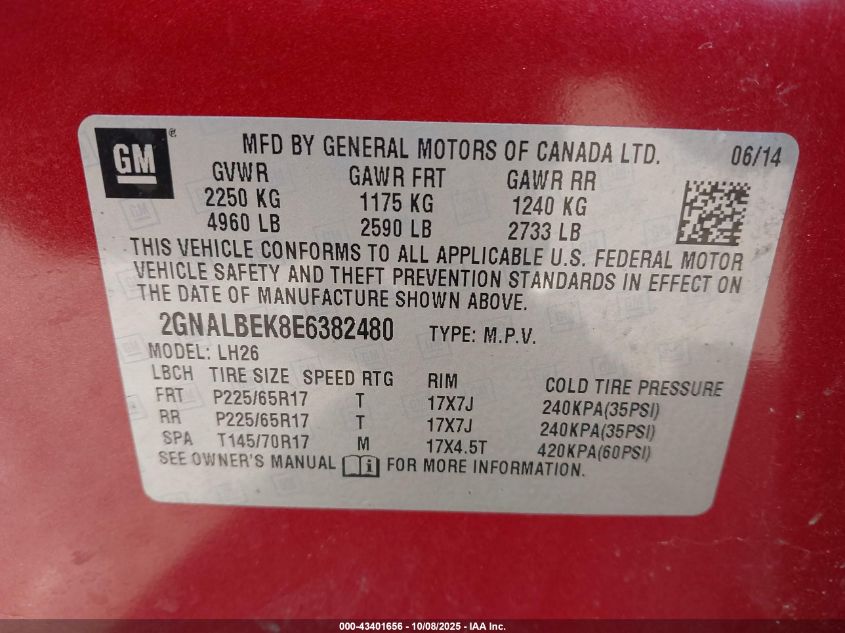 GM
®
MFD BY GENERAL MOTORS OF CANADA LTD. 06/14
GVWR GAWR FRT GAWR RR
2250 KG 1175 KG 1240 KG
4960 LB 2590 LB 2733 LB
THIS VEHICLE CONFORMS TO ALL APPLICABLE U.S. FEDERAL MOTOR
VEHICLE SAFETY AND THEFT PREVENTION STANDARDS IN EFFECT ON
THE DATE OF MANUFACTURE SHOWN ABOVE.
2GNALBEK8E6382480 TYPE: M.P.V.
MODEL: LH26
LBCH TIRE SIZE SPEED RTG RIM COLD TIRE PRESSURE
FRT P225/65R17 T 17X7J 240KPA(35PSI)
RR P225/65R17 T 17X7J 240KPA(35PSI)
SPA T145/70R17 M 17X4.5T 420KPA(60PSI)
SEE OWNER'S MANUAL FOR MORE INFORMATION.
000-43401656 - 10/08/2025 - IAA Inc.